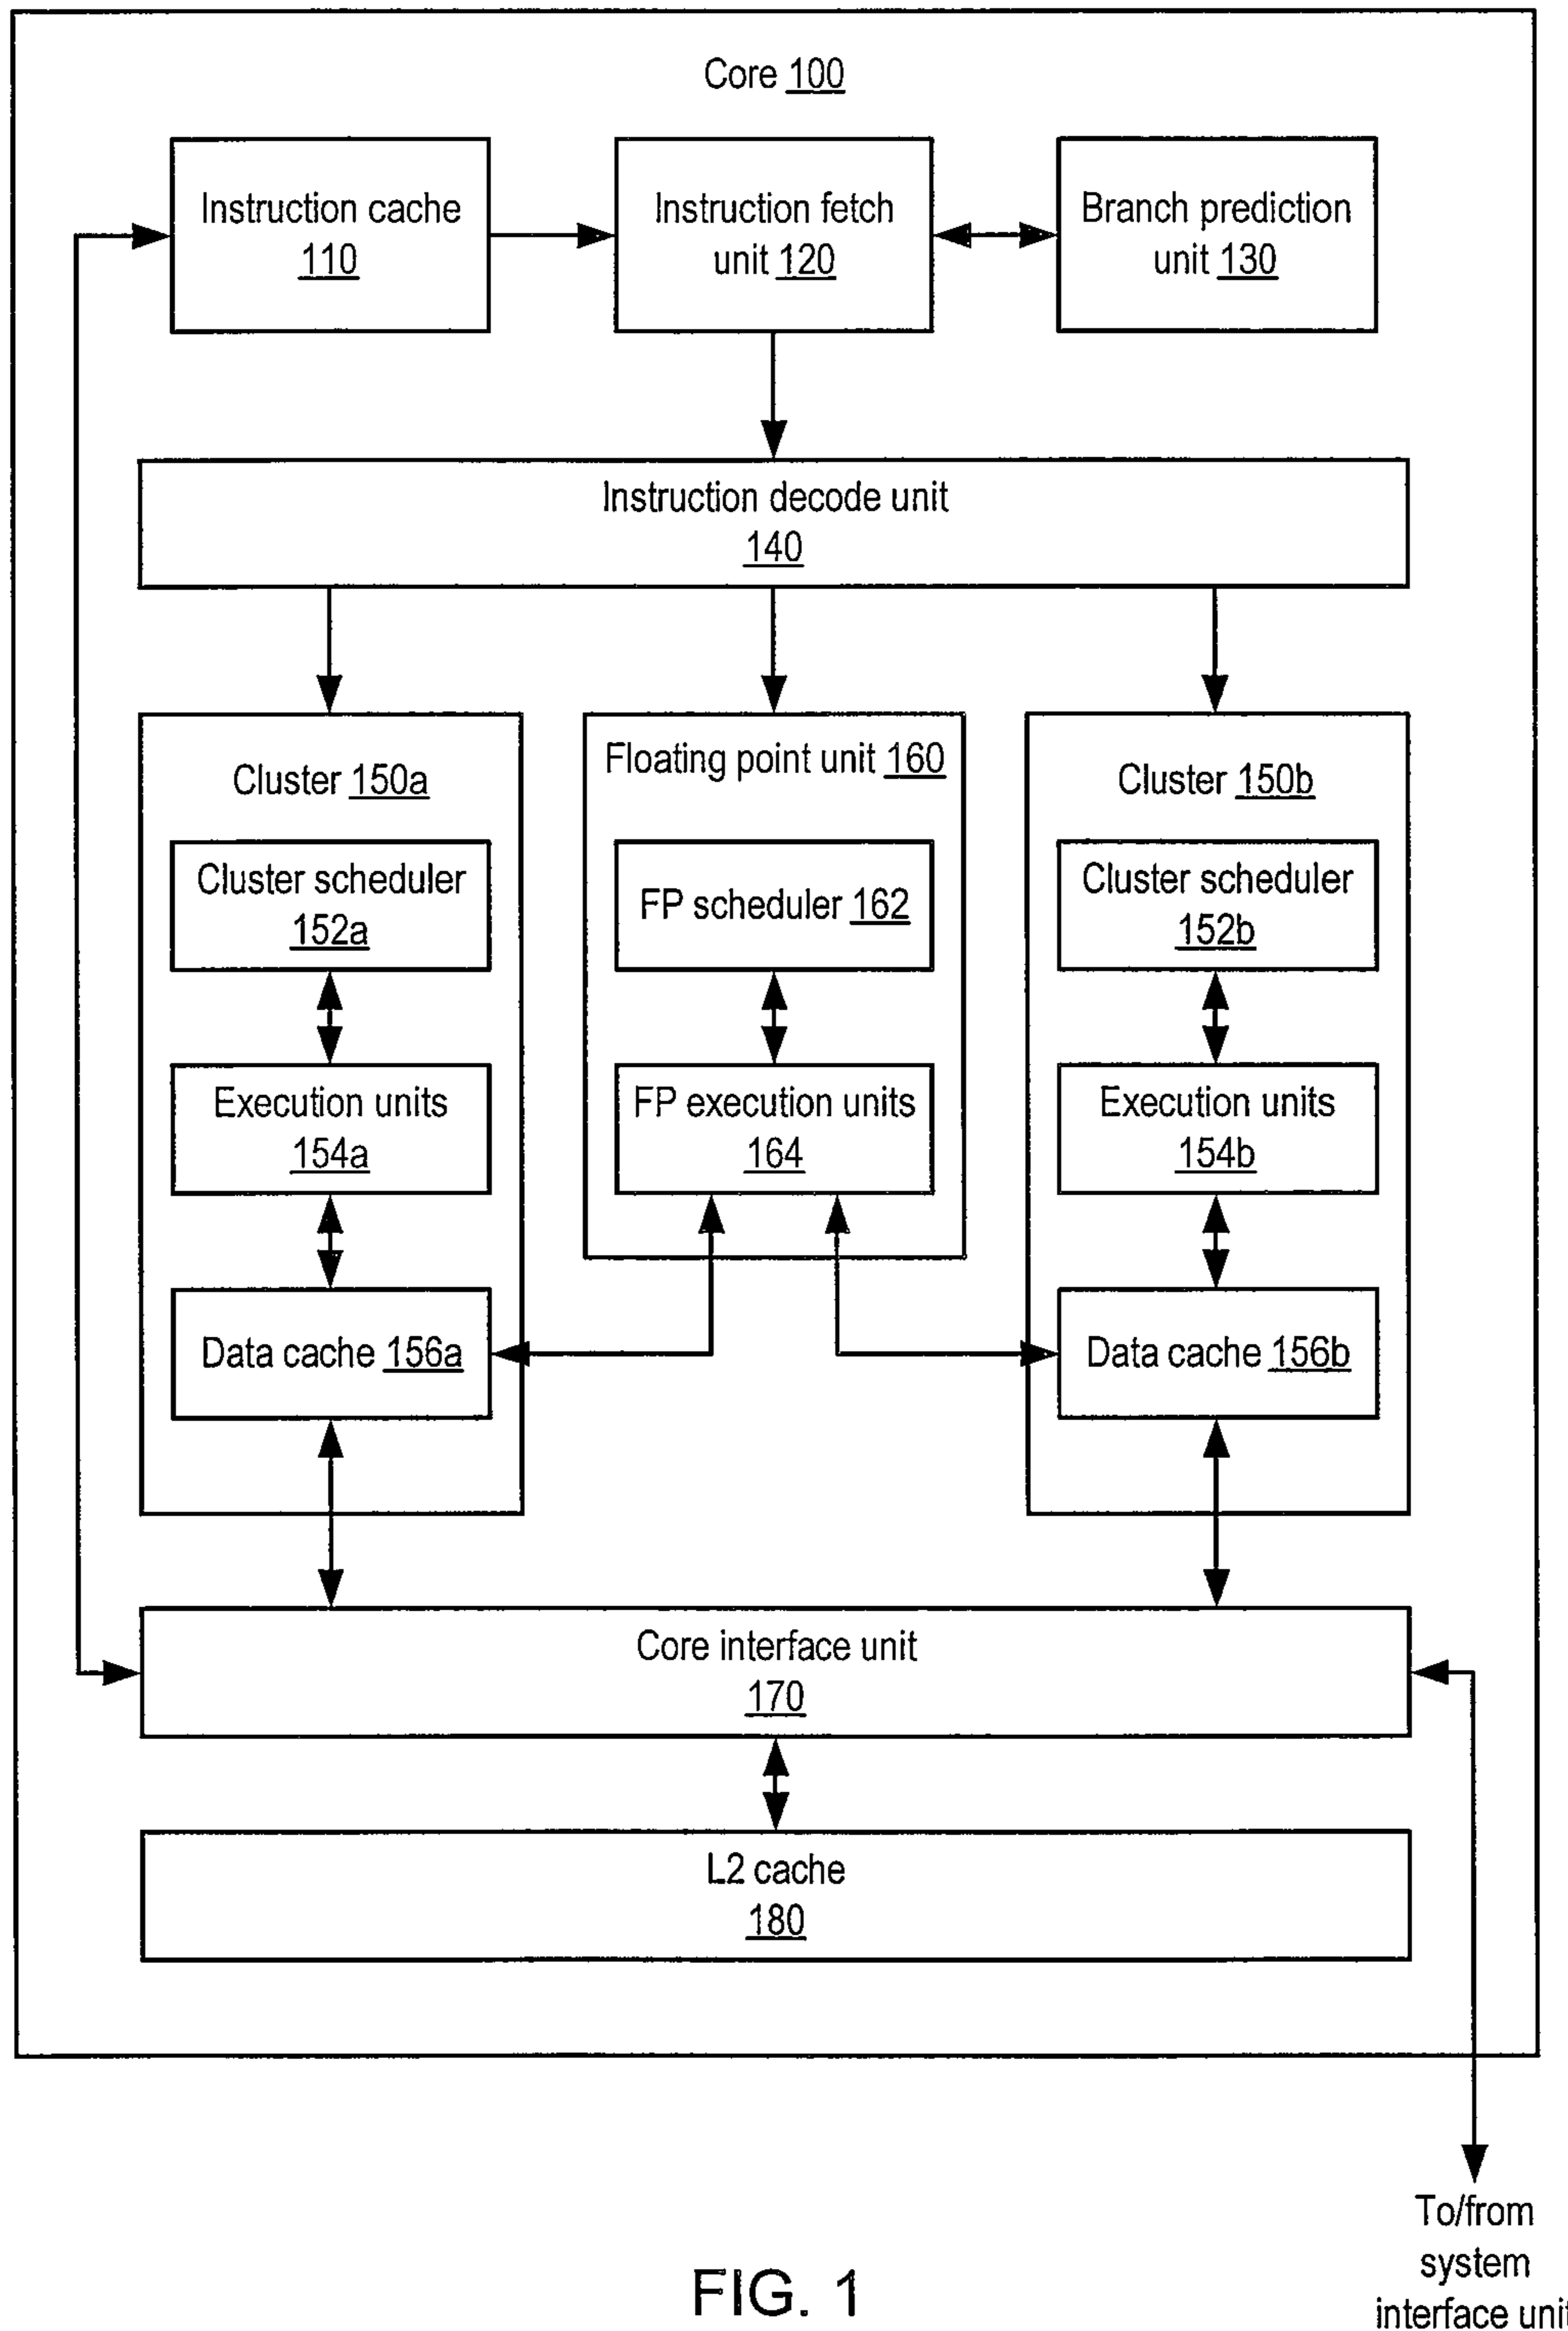 Core 100
Instruction cache
110
Instruction fetch
unit 120
Branch prediction
unit 130
Instruction decode unit
140
Cluster 150a
Cluster scheduler
152a
Execution units
154a
Data cache 156a
Floating point unit 160
FP scheduler 162
FP execution units
164
Cluster 150b
Cluster scheduler
152b
Execution units
154b
Data cache 156b
Core interface unit
170
L2 cache
180
To/from
system
interface unit
FIG. 1